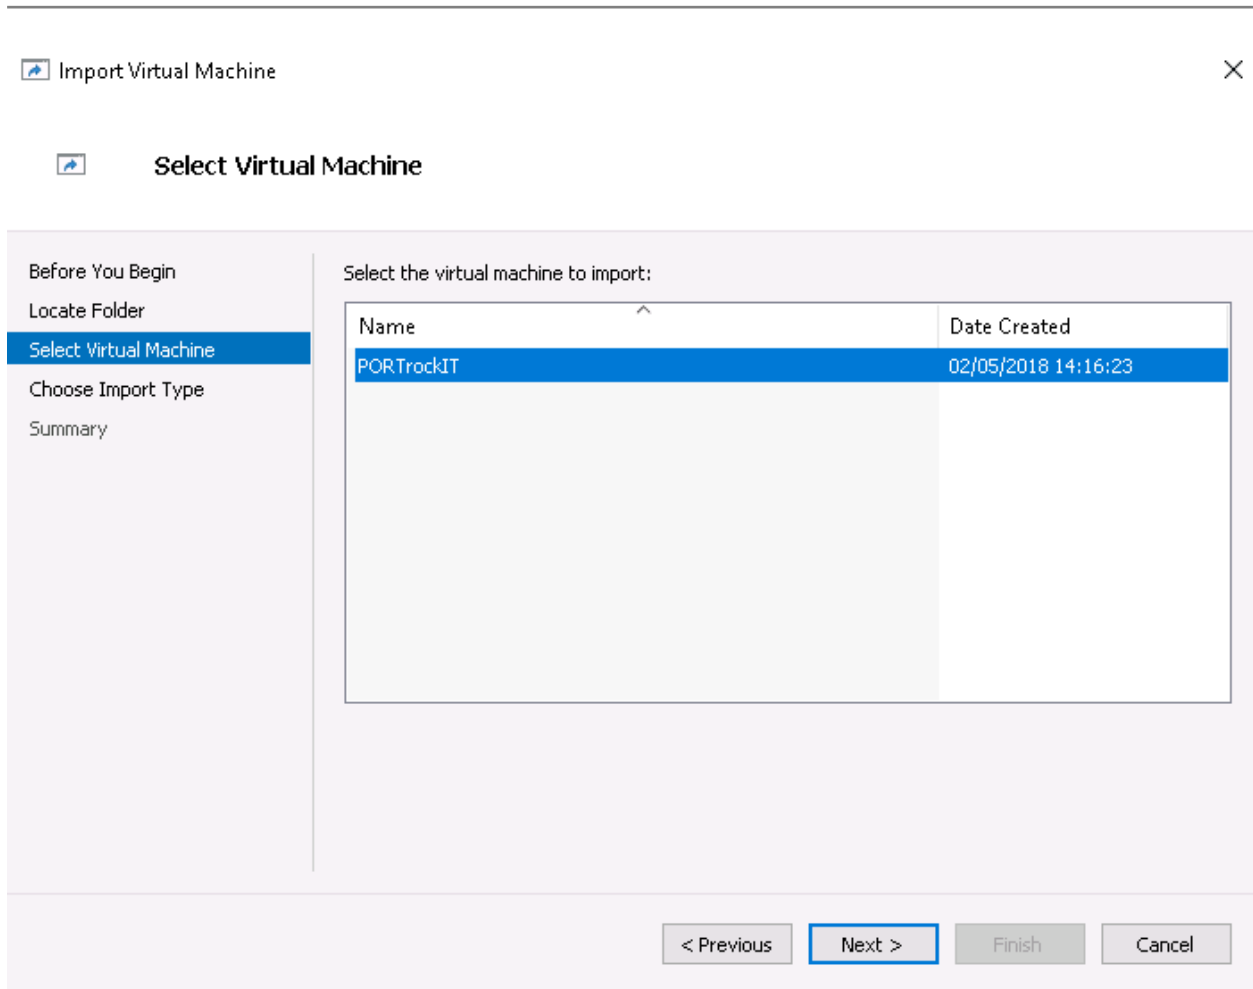 Import Virtual Machine
Select Virtual Machine
Before You Begin
Locate Folder
Select Virtual Machine
Choose Import Type
Summary
Select the virtual machine to import:
Name Date Created
PORTrockIT 02/05/2018 14:16:23
< Previous Next > Finish Cancel